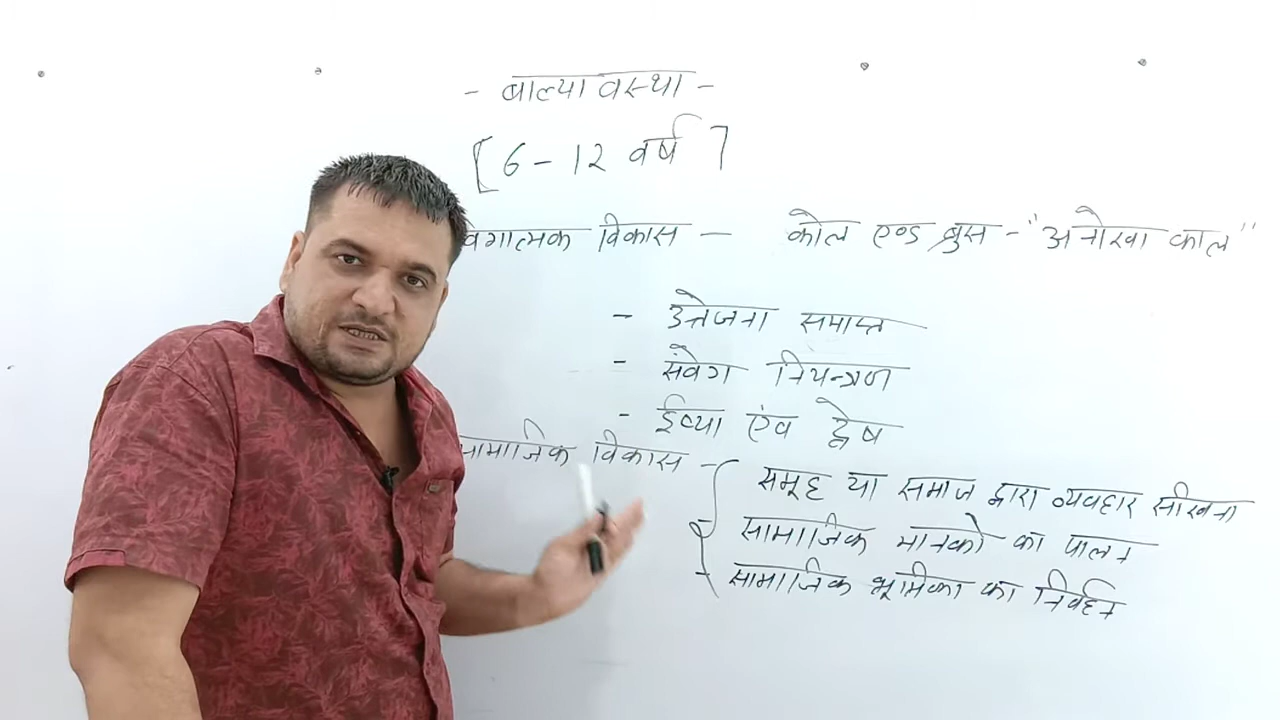 - बाल्यावस्था -
[6-12 वर्ष]
वेगात्मक विकास - कोल एण्ड ब्रुस - "अनोखा काल"
- उत्तेजना समाप्त
- संवेग नियन्त्रण
- ईर्ष्या एंव द्वेष
सामाजिक विकास - समूह या समाज द्वारा व्यवहार सीखना
- सामाजिक मानको का पालन
- सामाजिक भूमिका का निर्वहन